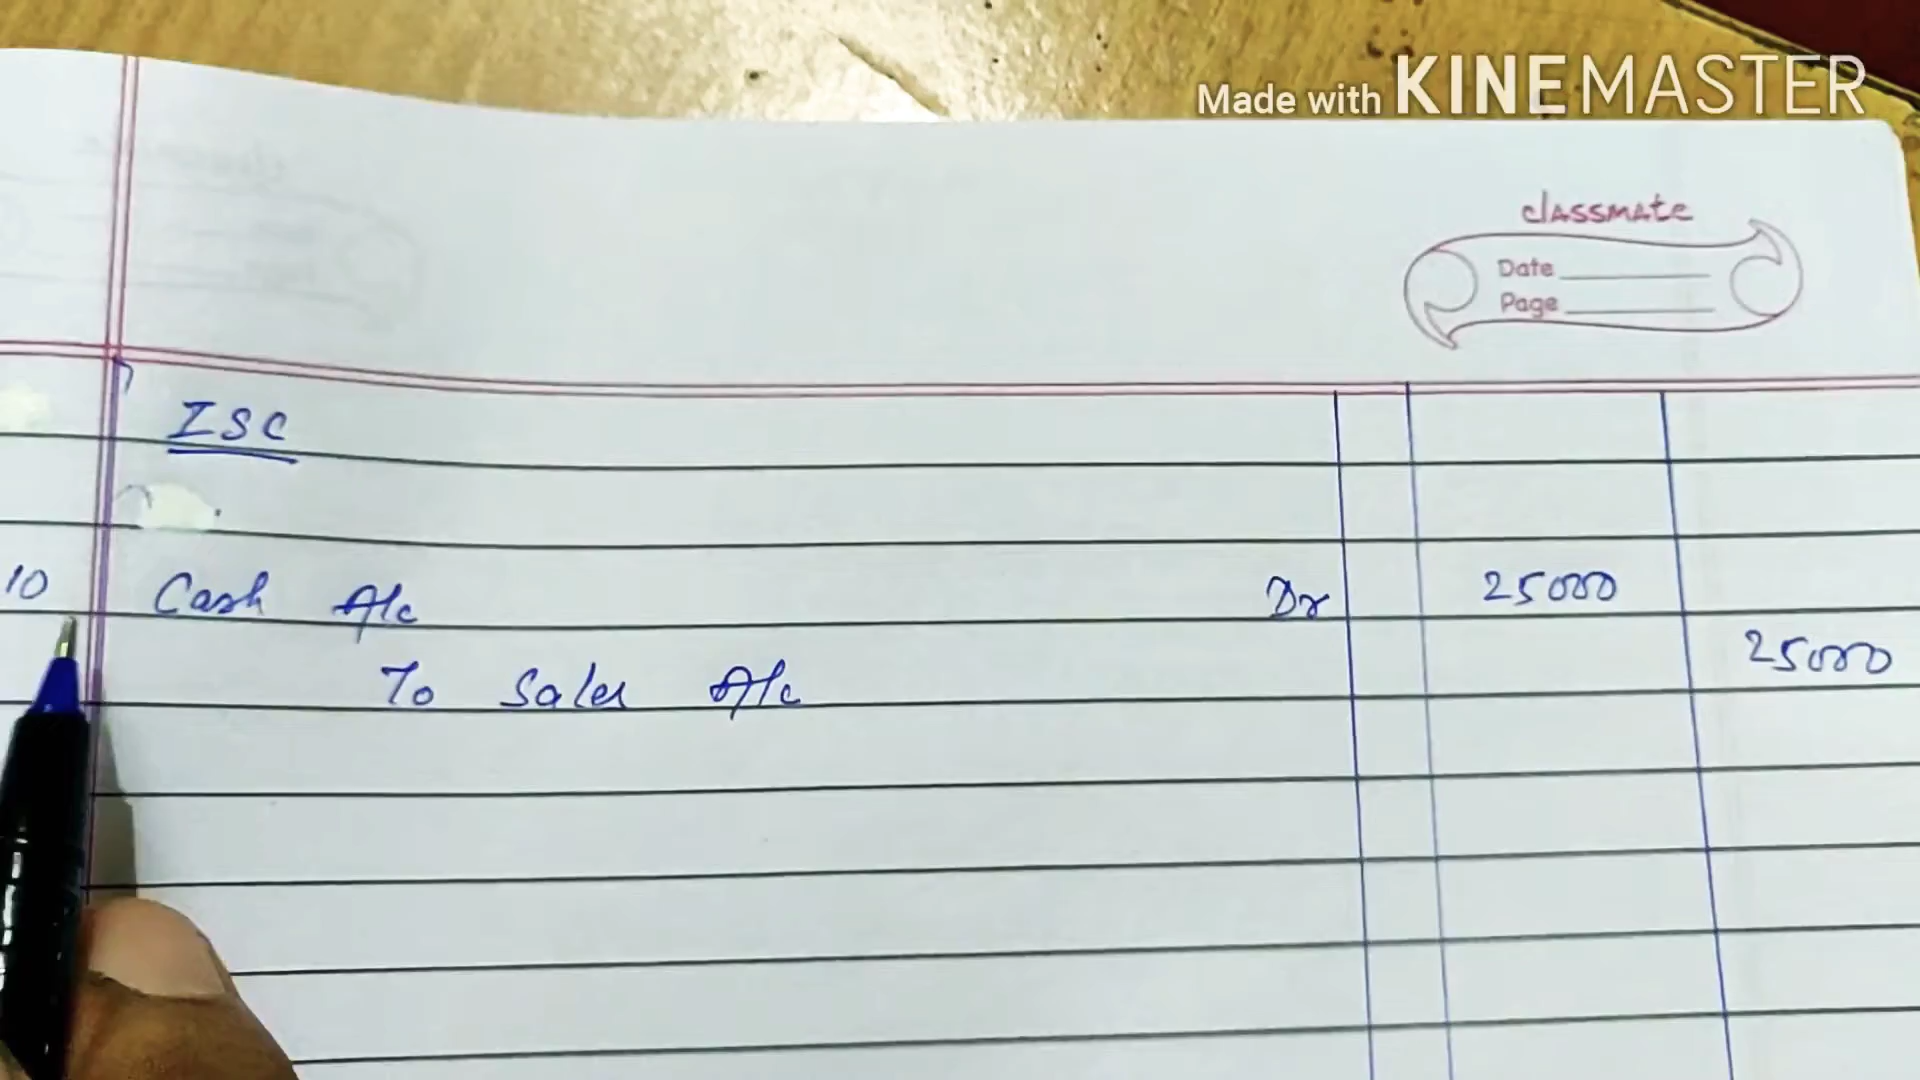 Made with KINEMASTER
classmate
Date
Page
ISC
10 Cash A/c Dr 25000
To Sales A/c 25000